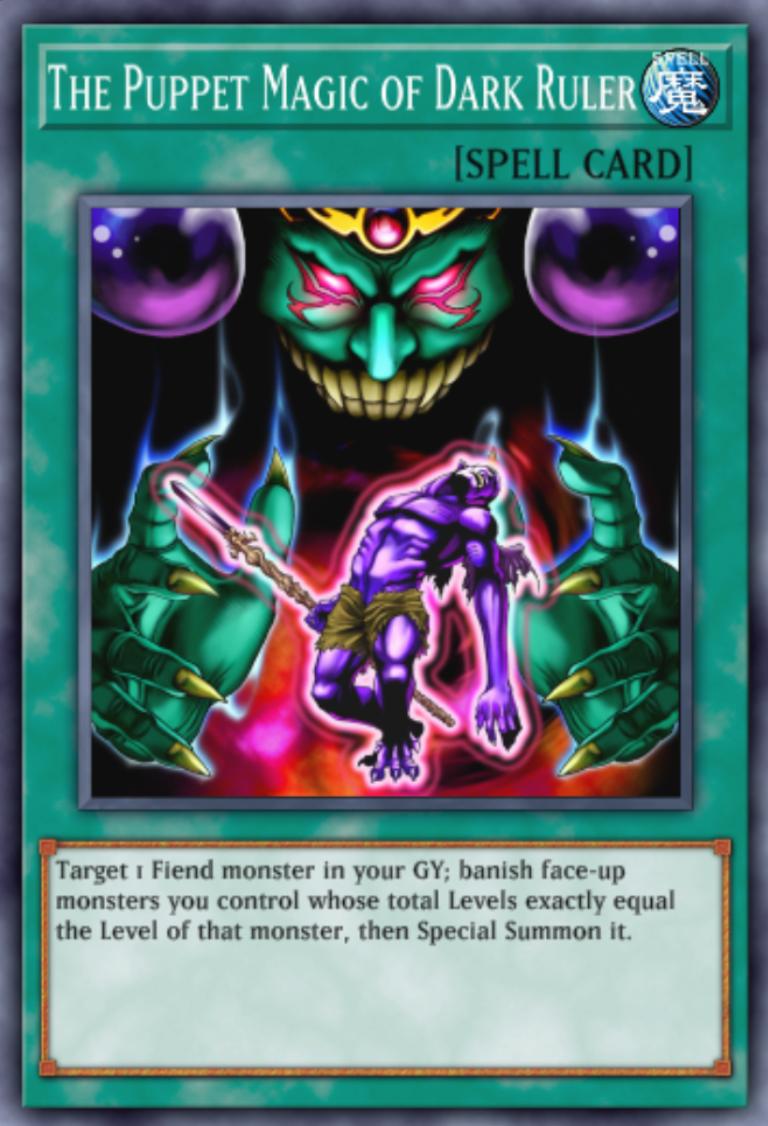 The Puppet Magic of Dark Ruler
SPELL
魔
[SPELL CARD]
Target 1 Fiend monster in your GY; banish face-up
monsters you control whose total Levels exactly equal
the Level of that monster, then Special Summon it.